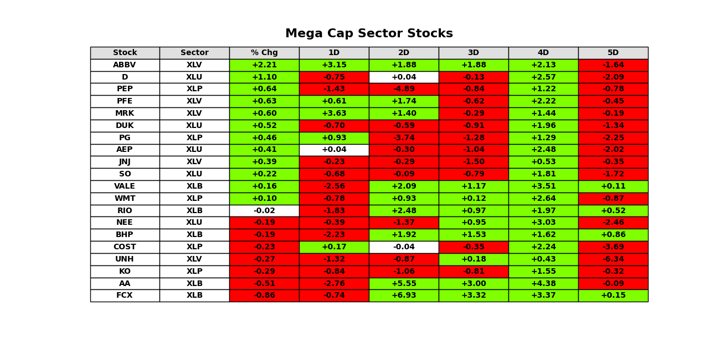 Mega Cap Sector Stocks
Stock Sector % Chg 1D 2D 3D 4D 5D
ABBV XLV +2.21 +3.15 +1.88 +1.88 +2.13 -1.64
D XLU +1.10 -0.75 +0.04 -0.13 +2.57 -2.09
PEP XLP +0.64 -1.43 -4.89 -0.84 +1.22 -0.78
PFE XLV +0.63 +0.61 +1.74 -0.62 +2.22 -0.45
MRK XLV +0.60 +3.63 +1.40 -0.29 +1.44 -0.19
DUK XLU +0.52 -0.70 -0.59 -0.91 +1.96 -1.34
PG XLP +0.46 +0.93 -3.74 -1.26 +1.29 -2.25
AEP XLU +0.41 +0.04 -0.30 -1.04 +2.48 -2.02
JNJ XLV +0.39 -0.23 -0.29 -1.50 +0.53 -0.35
SO XLU +0.22 -0.68 -0.09 -0.79 +1.81 -1.72
VALE XLB +0.16 -2.56 +2.09 +1.17 +3.51 +0.11
WMT XLP +0.10 -0.78 +0.93 +0.12 +2.64 -0.87
RIO XLB -0.02 -1.83 +2.48 +0.97 +1.97 +0.52
NEE XLU -0.19 -0.39 -1.37 +0.95 +3.03 -2.46
BHP XLB -0.19 -2.23 +1.92 +1.53 +1.62 +0.86
COST XLP -0.23 +0.17 -0.04 -0.35 +2.24 -3.69
UNH XLV -0.27 -1.32 -0.87 +0.18 +0.43 -6.34
KO XLP -0.29 -0.84 -1.06 -0.81 +1.55 -0.32
AA XLB -0.51 -2.76 +5.55 +3.00 +4.38 -0.09
FCX XLB -0.86 -0.74 +6.93 +3.32 +3.37 +0.15